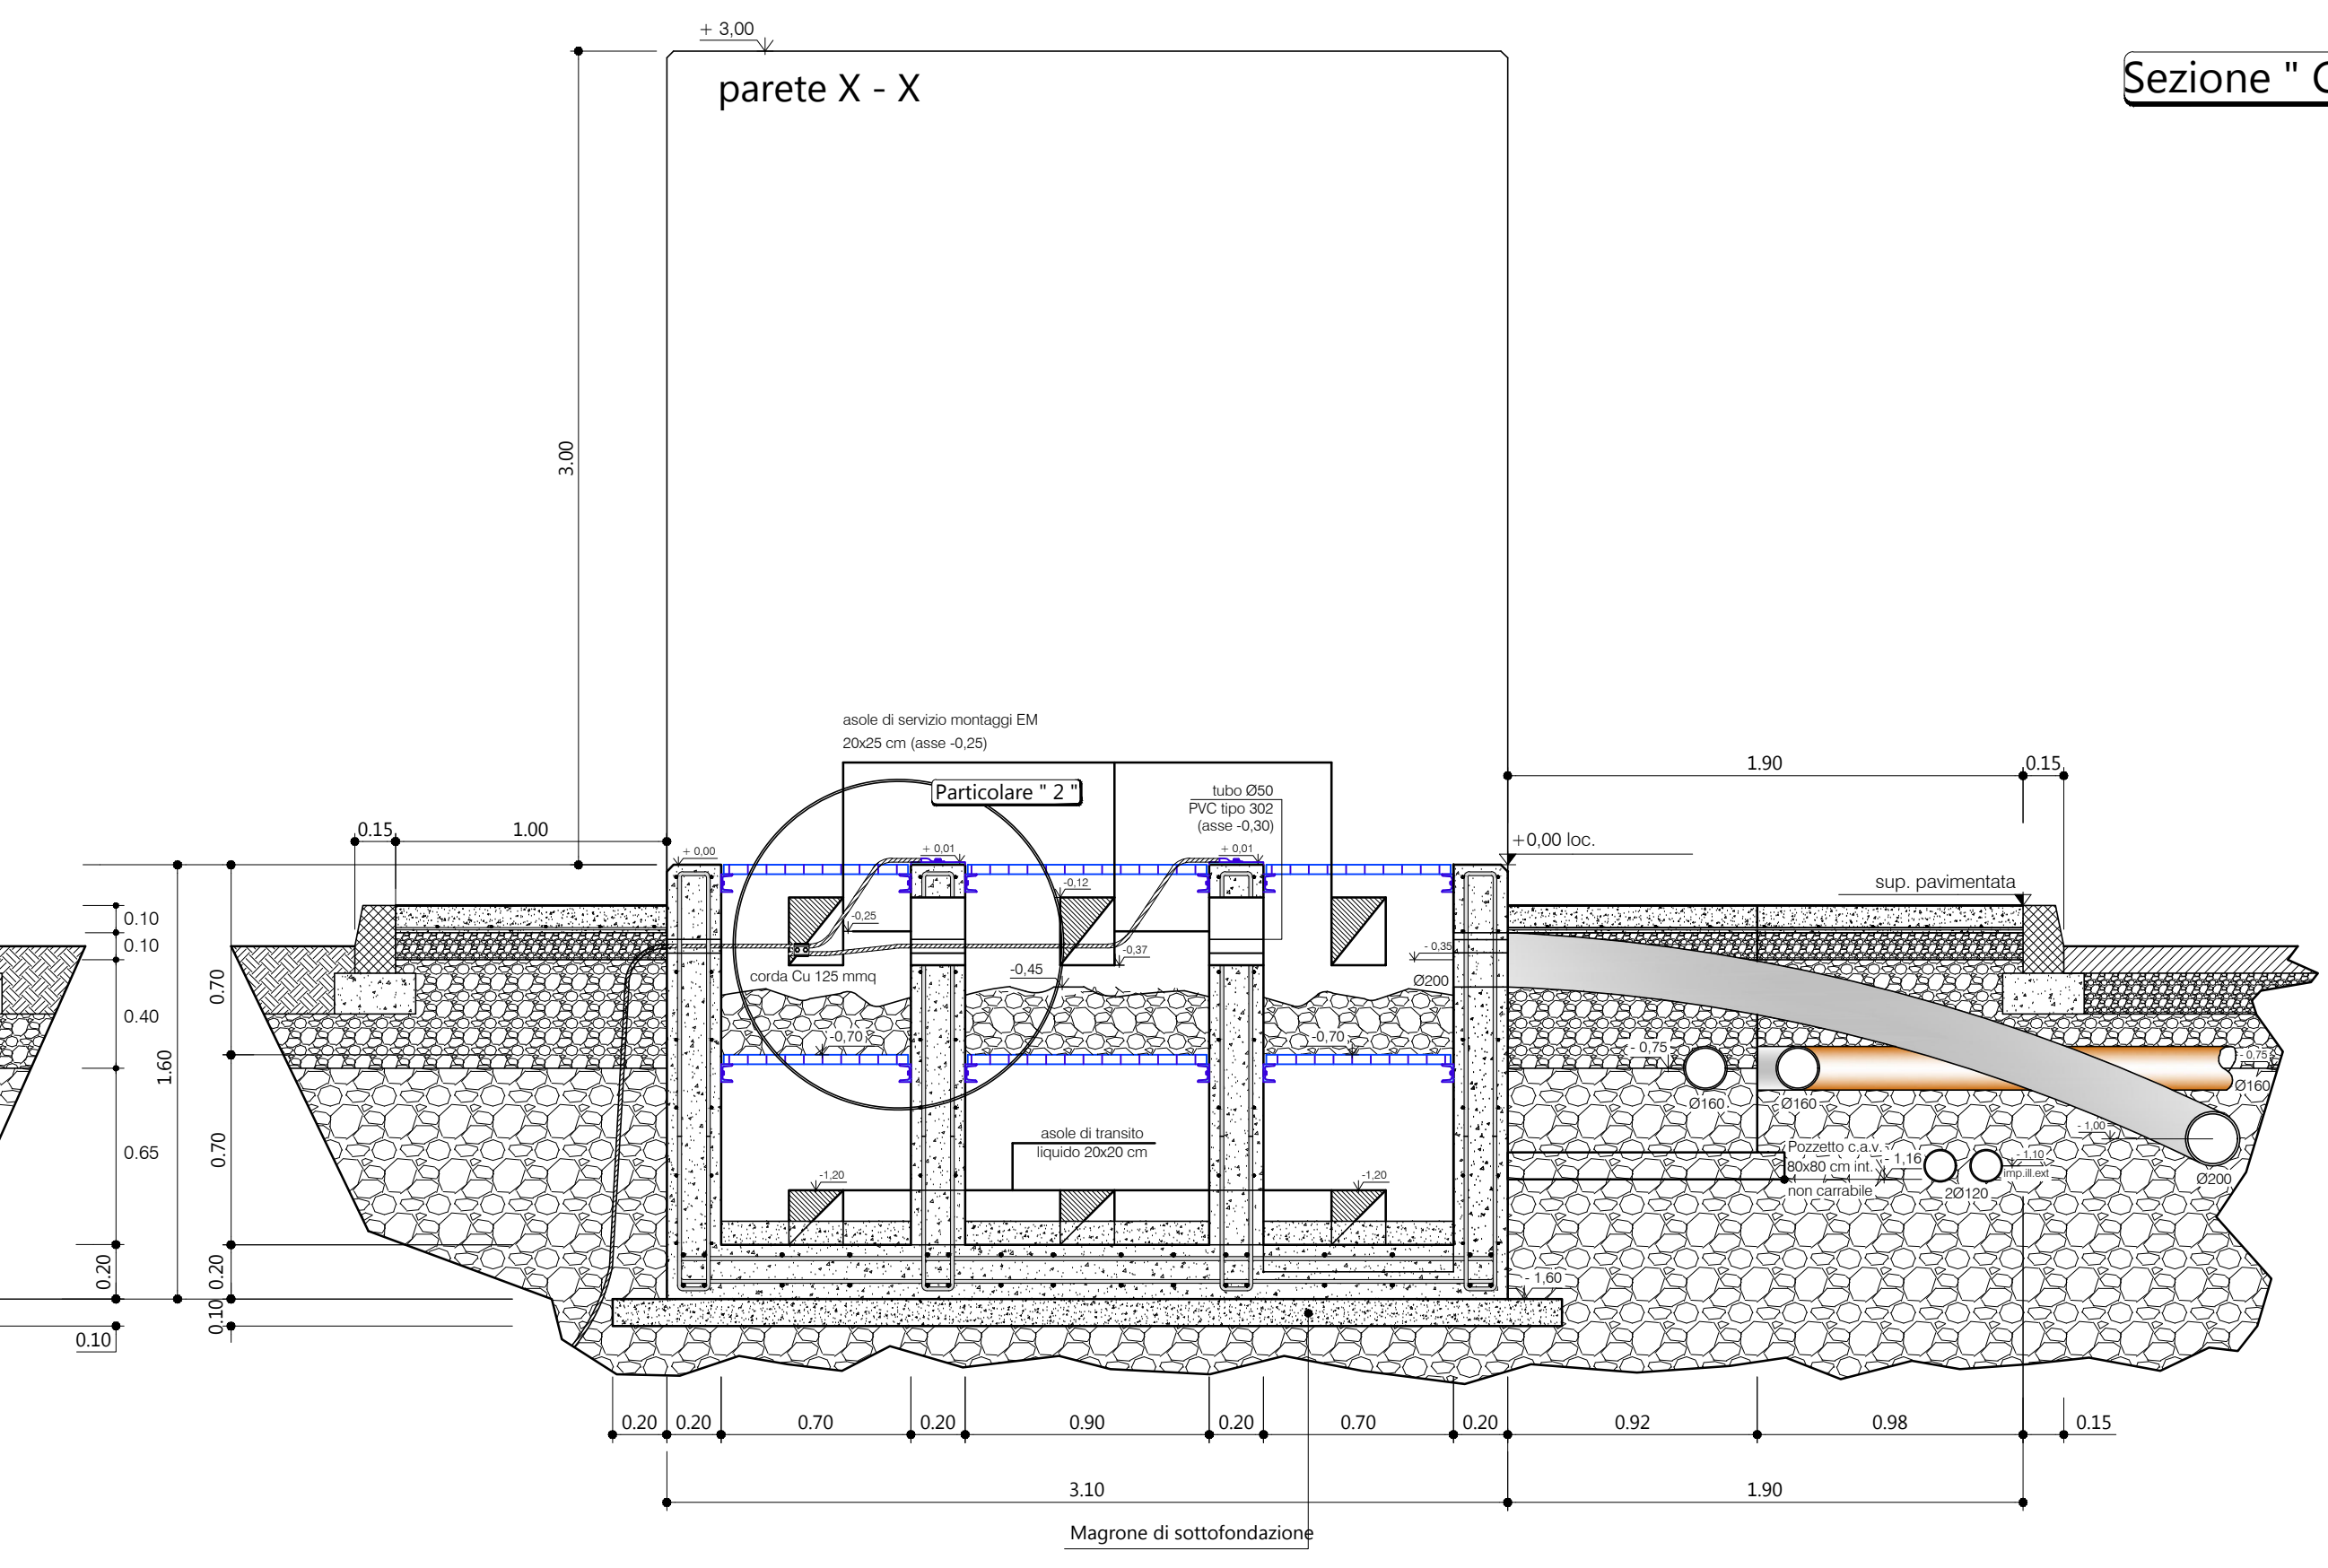 + 3,00
parete X - X
Sezione "
3.00
asole di servizio montaggi EM
20x25 cm (asse -0,25)
1.90
0.15
Particolare " 2 "
tubo Ø50
PVC tipo 302
(asse -0,30)
0.15
1.00
+0,00 loc.
+ 0,00
+ 0,01
+ 0,01
sup. pavimentata
-0,12
0.10
-0,25
0.10
-0,37
- 0,35
corda Cu 125 mmq
-0,45
Ø200
0.70
0.40
-0,70
-0,70
- 0,75
- 0,75
1.60
Ø160
Ø160
Ø160
0.65
0.70
asole di transito
liquido 20x20 cm
- 1,00
Pozzetto c.a.v.
80x80 cm int.
non carrabile
- 1,16
- 1,10
imp.ill.ext
2Ø120
Ø200
-1,20
-1,20
0.20
0.20
- 1,60
0.10
0.10
0.20
0.20
0.70
0.20
0.90
0.20
0.70
0.20
0.92
0.98
0.15
3.10
1.90
Magrone di sottofondazione